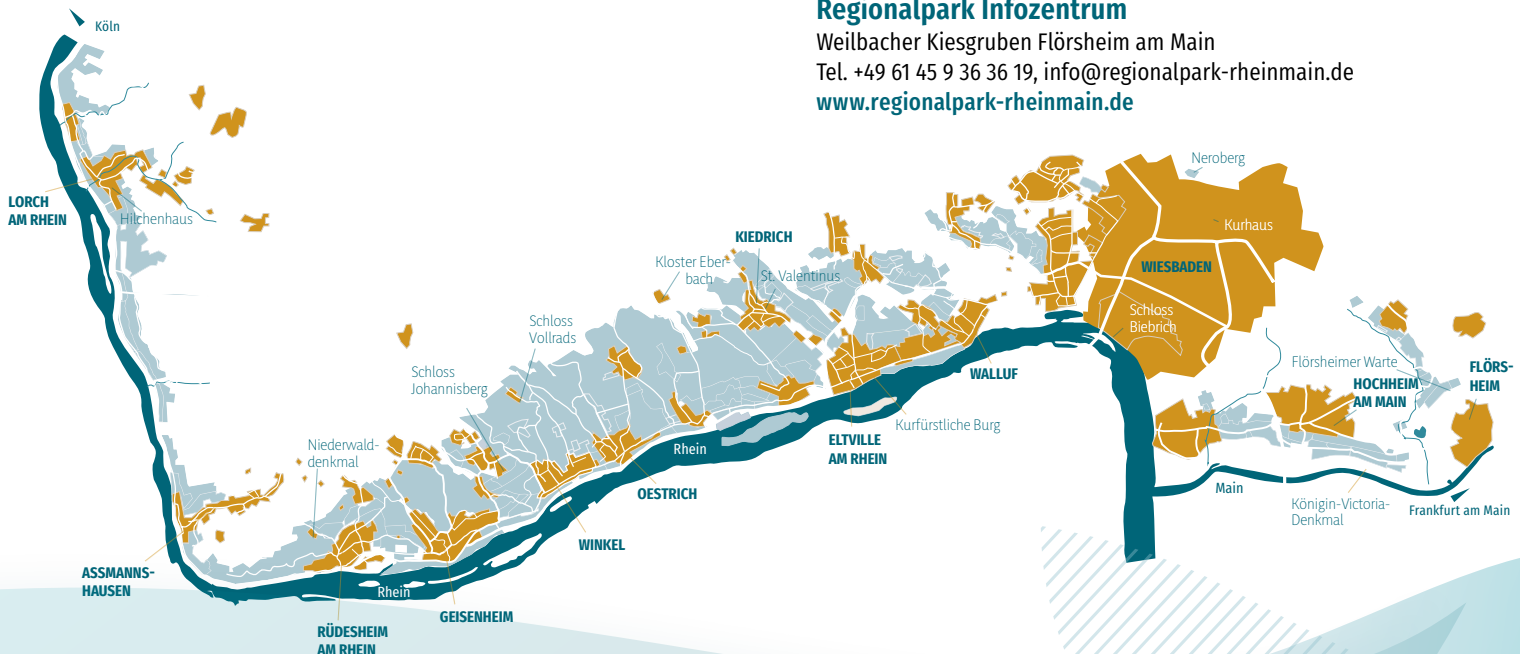 Regionalpark Infozentrum
Weilbacher Kiesgruben Flörsheim am Main
Tel. +49 61 45 9 36 36 19, info@regionalpark-rheinmain.de
www.regionalpark-rheinmain.de
Köln
LORCH
AM RHEIN
Hilchenhaus
Neroberg
Kurhaus
WIESBADEN
Schloss
Biebrich
KIEDRICH
Kloster Eber-
bach
St. Valentinus
Schloss
Vollrads
Schloss
Johannisberg
Niederwald-
denkmal
Flörsheimer Warte
FLÖRS-
HEIM
HOCHHEIM
AM MAIN
WALLUF
Kurfürstliche Burg
ELTVILLE
AM RHEIN
Rhein
OESTRICH
WINKEL
Main
Königin-Victoria-
Denkmal
Frankfurt am Main
ASSMANNS-
HAUSEN
Rhein
GEISENHEIM
RÜDESHEIM
AM RHEIN